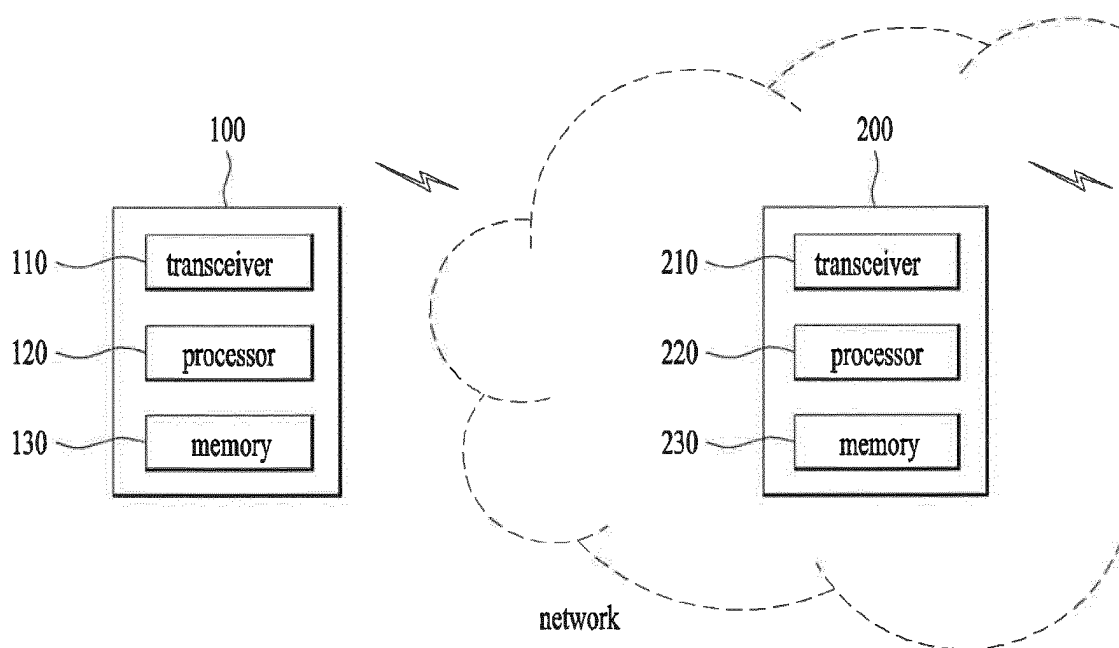 100
110
transceiver
120
processor
130
memory
200
210
transceiver
220
processor
230
memory
network